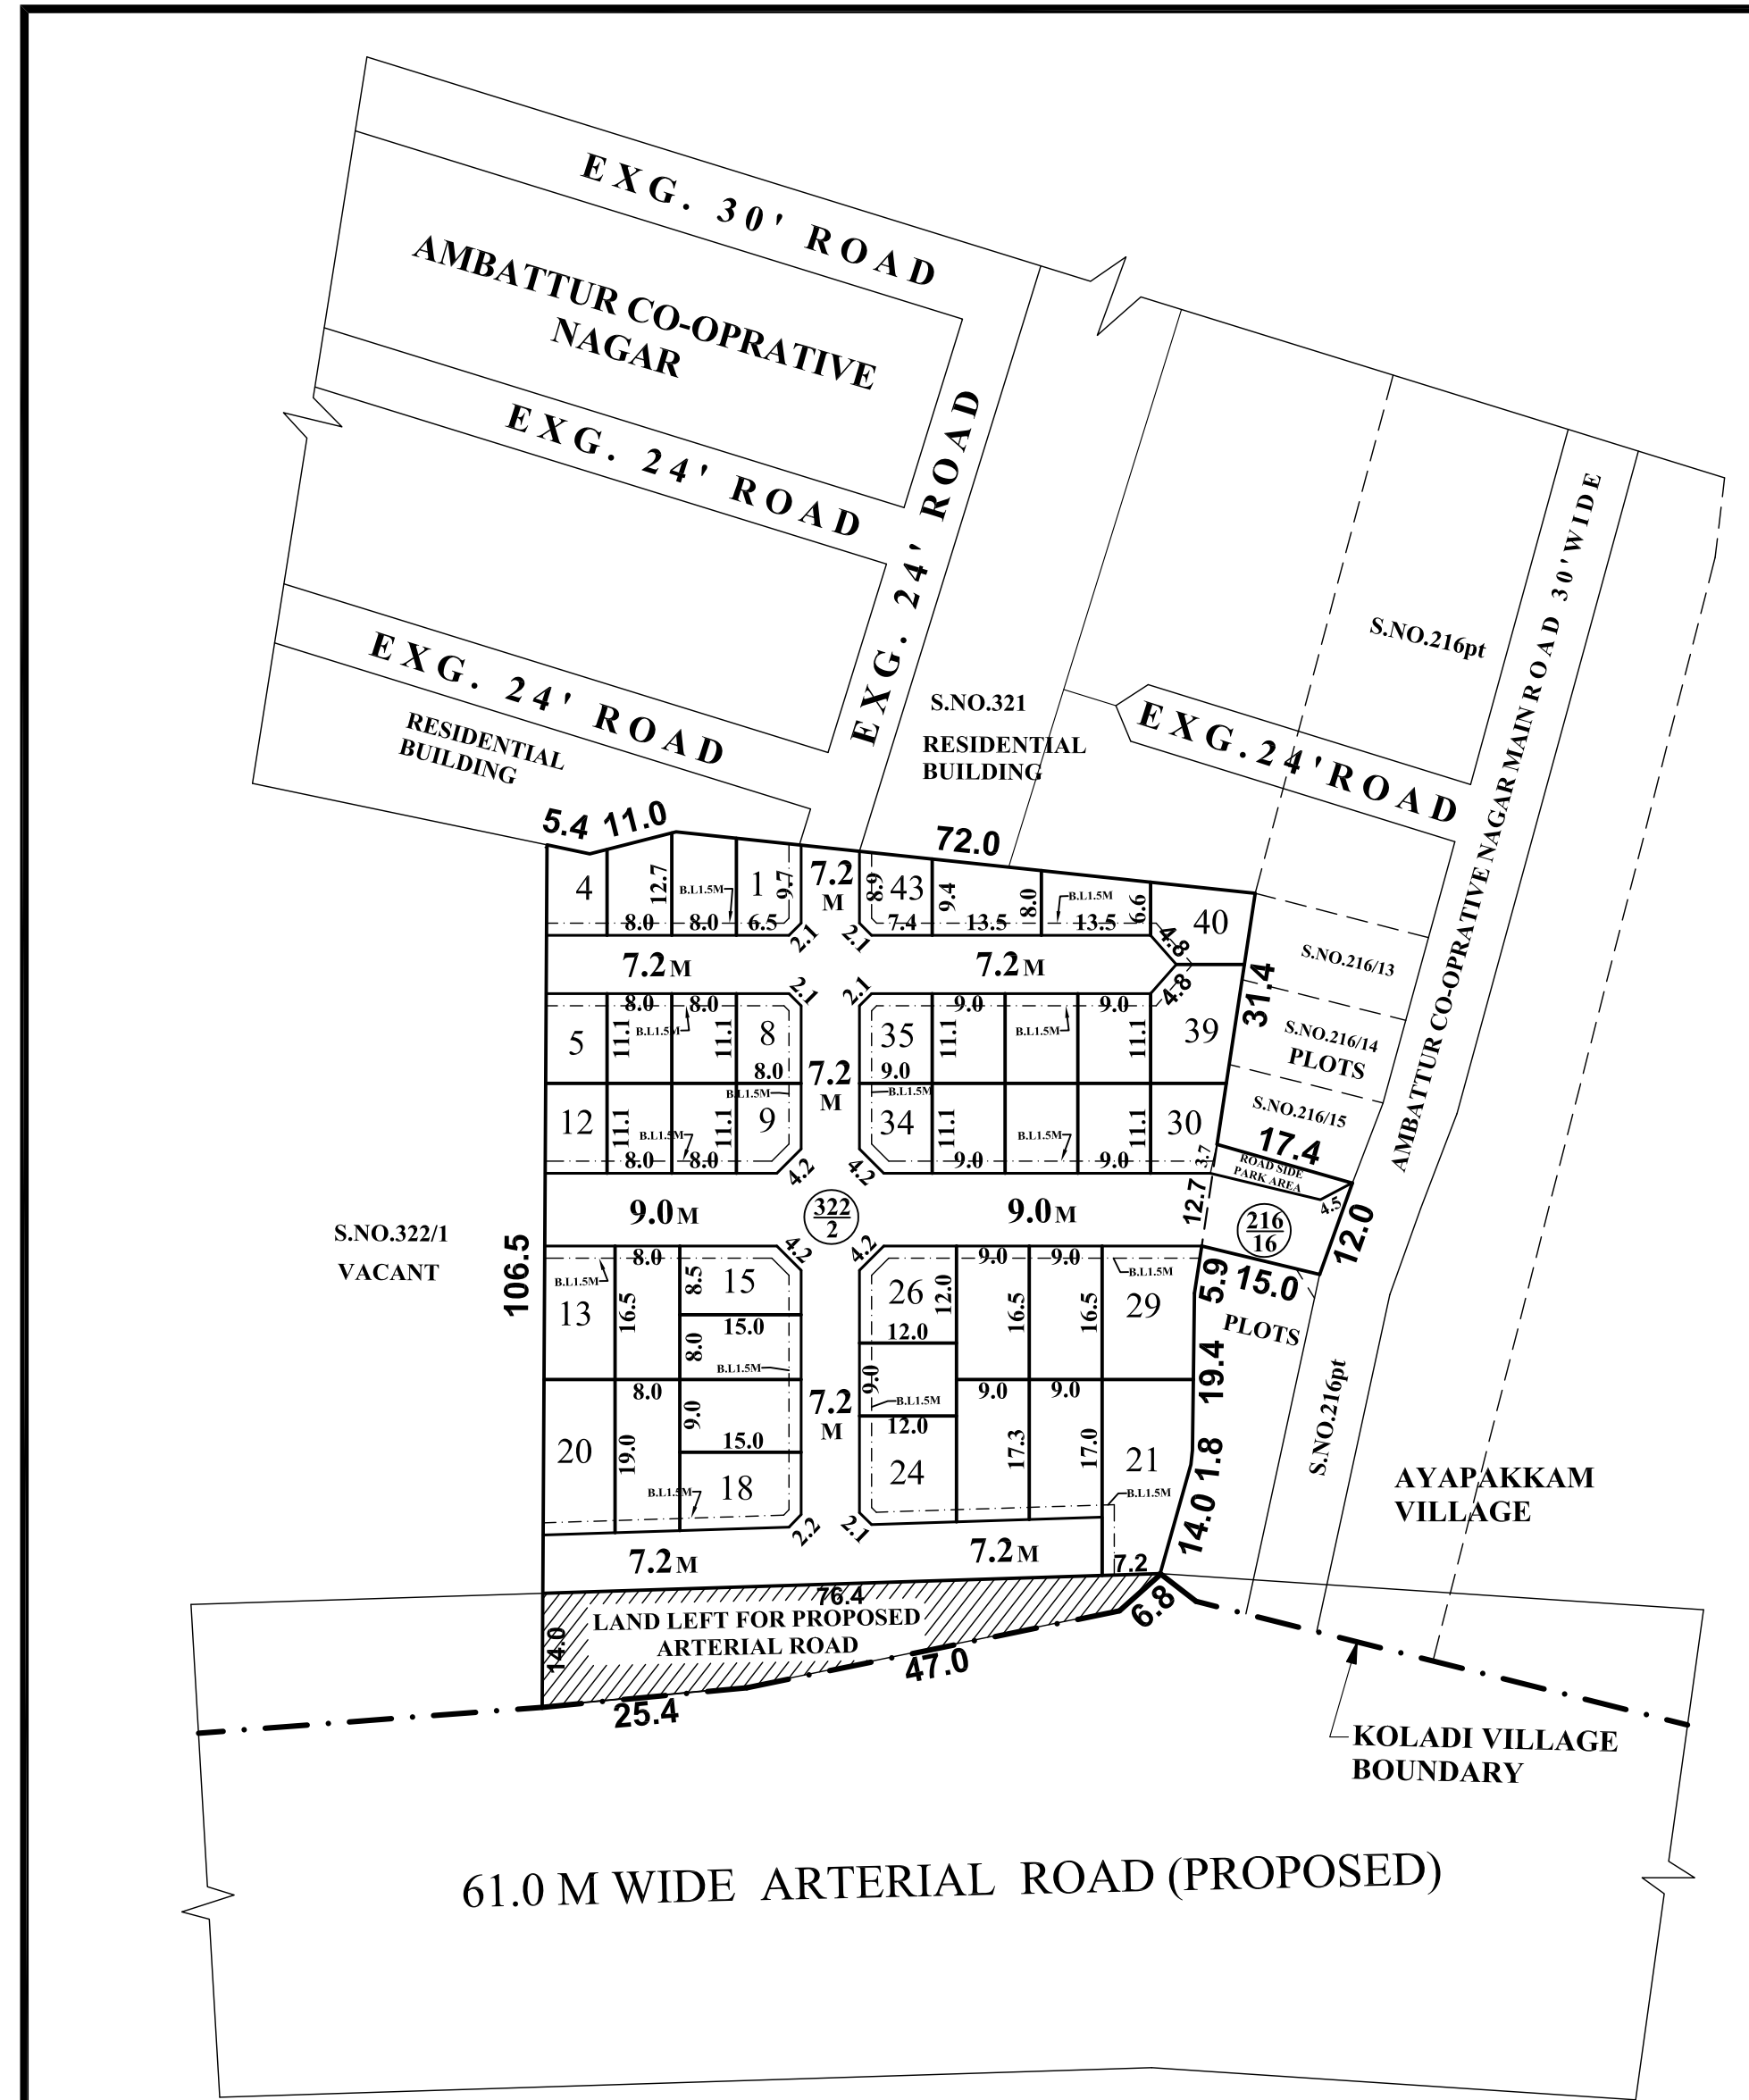 EXG. 30' ROAD
AMBATTUR CO-OPRATIVE
NAGAR
EXG. 24' ROAD
EXG. 24' ROAD
EXG. 24' ROAD
RESIDENTIAL
BUILDING
S.NO.321
RESIDENTIAL
BUILDING
S.NO.216pt
EXG.24'ROAD
AMBATTUR CO-OPRATIVE NAGAR MAIN ROAD 30'WIDE
5.4
11.0
72.0
4
12.7
B.L1.5M
1
9.7
7.2
M
8.9
43
9.4
8.0
B.L1.5M
6.6
40
8.0
8.0
6.5
2.1
2.1
7.4
13.5
13.5
4.8
7.2M
7.2M
S.NO.216/13
31.4
2.1
2.1
4.8
8.0
8.0
9.0
9.0
5
11.1
B.L1.5M
11.1
8
8.0
7.2
M
35
9.0
11.1
B.L1.5M
11.1
39
S.NO.216/14
PLOTS
B.L1.5M
B.L1.5M
12
11.1
B.L1.5M
11.1
9
34
11.1
B.L1.5M
11.1
30
S.NO.216/15
8.0
8.0
4.2
4.2
9.0
9.0
3.7
17.4
ROAD SIDE
PARK AREA
4.5
12.0
9.0M
322
2
9.0M
12.7
216
16
S.NO.322/1
VACANT
106.5
8.0
4.2
4.2
9.0
9.0
B.L1.5M
5.9
15.0
PLOTS
B.L1.5M
13
16.5
8.5
15
15.0
8.0
B.L1.5M
26
12.0
12.0
16.5
16.5
29
19.4
9.0
B.L1.5M
12.0
8.0
9.0
15.0
7.2
M
9.0
9.0
S.NO.216pt
20
19.0
18
B.L1.5M
24
17.3
17.0
21
B.L1.5M
1.8
14.0
AYAPAKKAM
VILLAGE
2.2
2.1
7.2M
7.2M
7.2
76.4
LAND LEFT FOR PROPOSED
ARTERIAL ROAD
14.0
6.8
47.0
25.4
KOLADI VILLAGE
BOUNDARY
61.0 M WIDE ARTERIAL ROAD (PROPOSED)